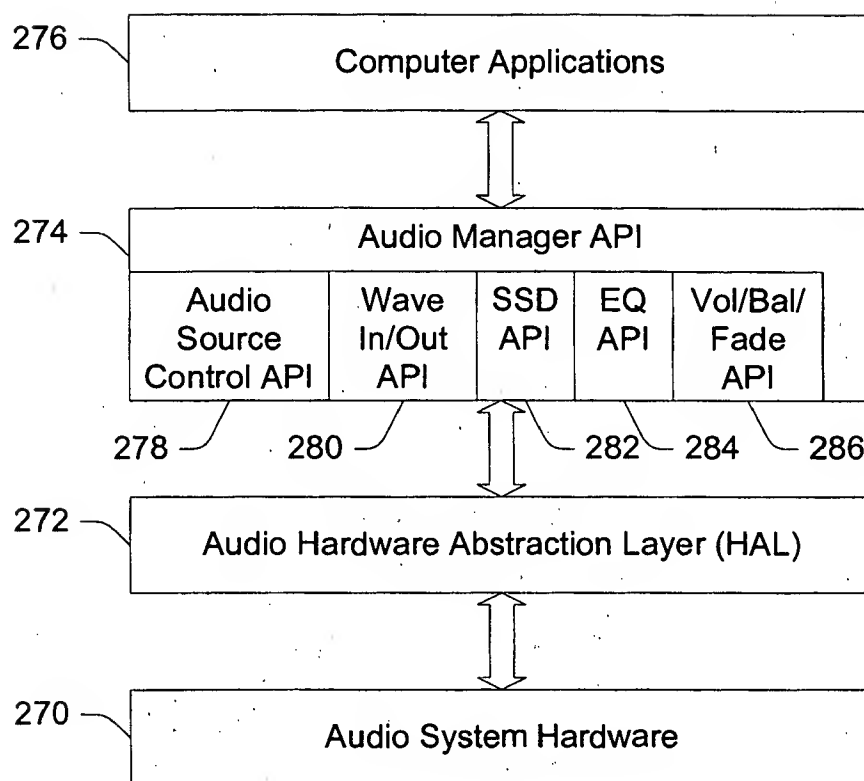 276
Computer Applications
274
Audio Manager API
Audio
Source
Control API
Wave
In/Out
API
SSD
API
EQ
API
Vol/Bal/
Fade
API
278
280
282
284
286
272
Audio Hardware Abstraction Layer (HAL)
270
Audio System Hardware